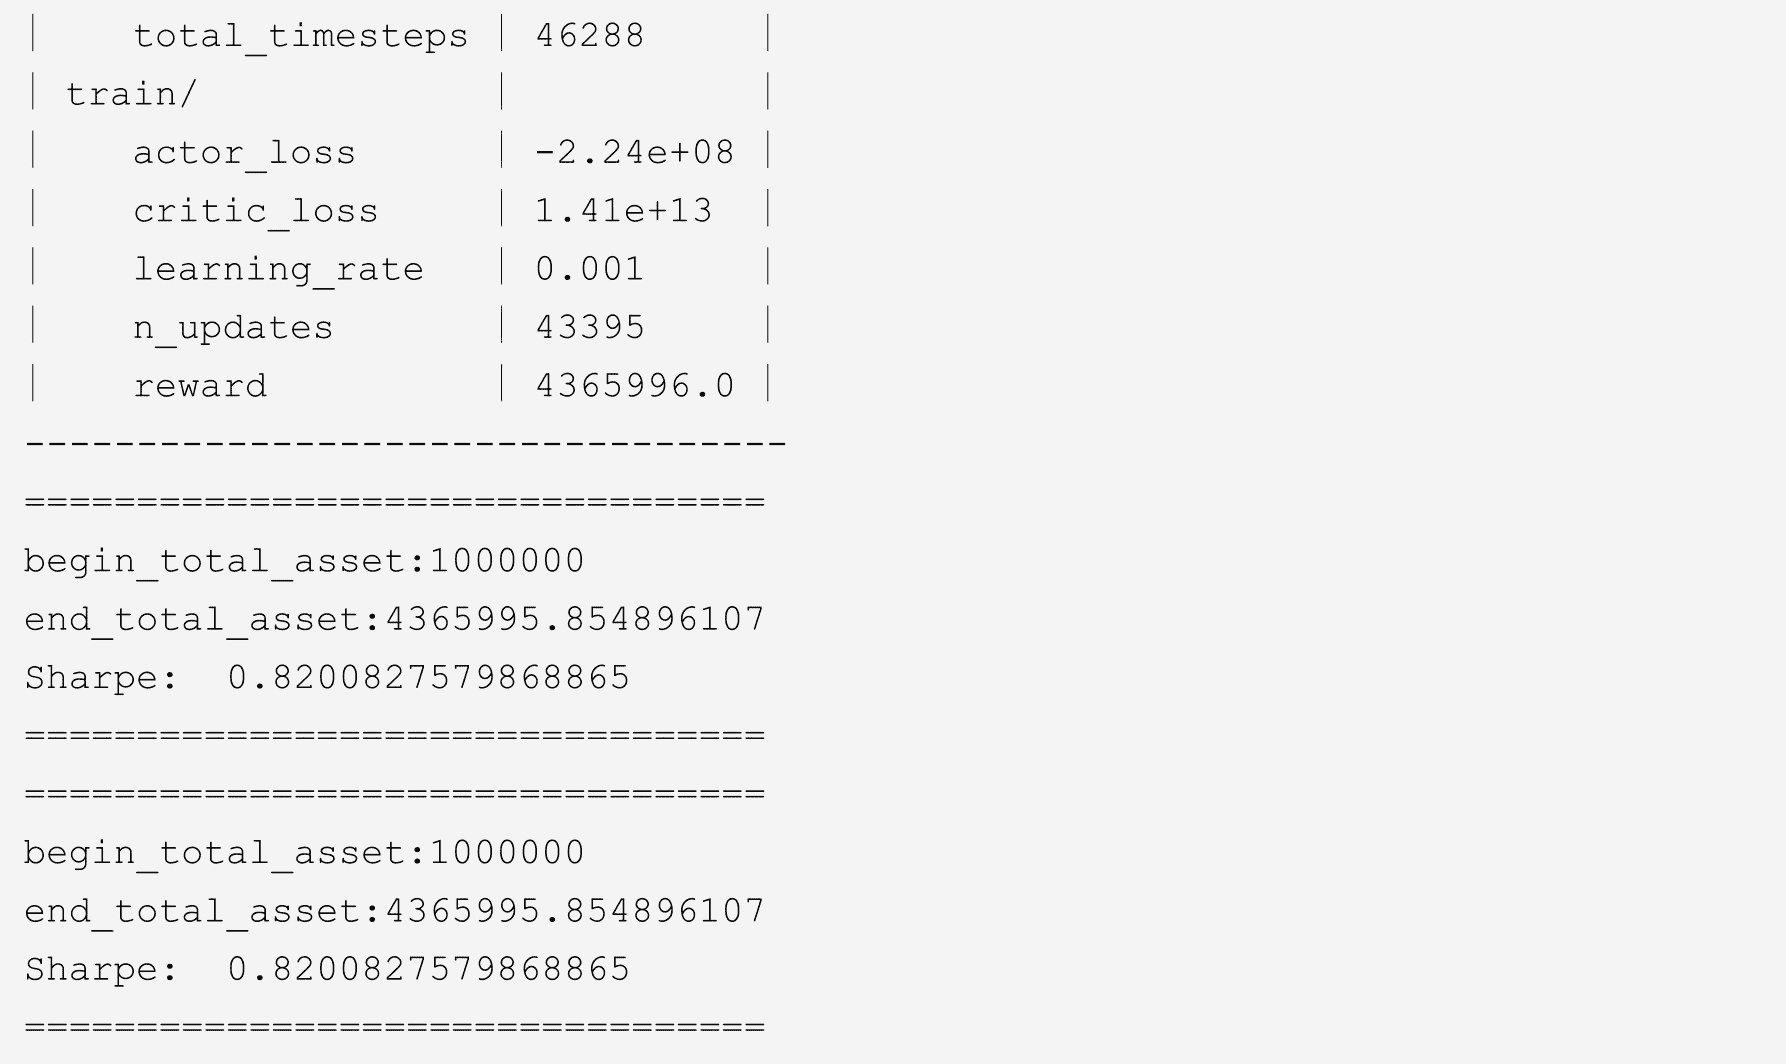 |    total_timesteps | 46288     |
| train/             |           |
|    actor_loss      | -2.24e+08 |
|    critic_loss     | 1.41e+13  |
|    learning_rate   | 0.001     |
|    n_updates       | 43395     |
|    reward          | 4365996.0 |
----------------------------------
=================================
begin_total_asset:1000000
end_total_asset:4365995.854896107
Sharpe:  0.8200827579868865
=================================
=================================
begin_total_asset:1000000
end_total_asset:4365995.854896107
Sharpe:  0.8200827579868865
=================================